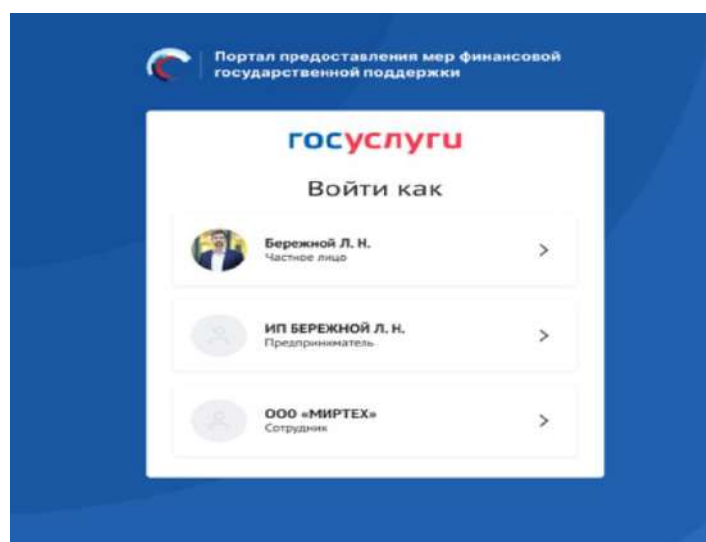 Портал предоставления мер финансовой
государственной поддержки
госуслуги
Войти как
Бережной Л. Н.
Частное лицо
ИП БЕРЕЖНОЙ Л. Н.
Предприниматель
ООО «МИРТЕХ»
Сотрудник